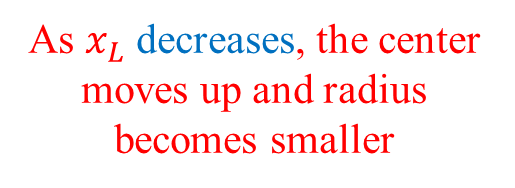 As x_L decreases, the center
moves up and radius
becomes smaller